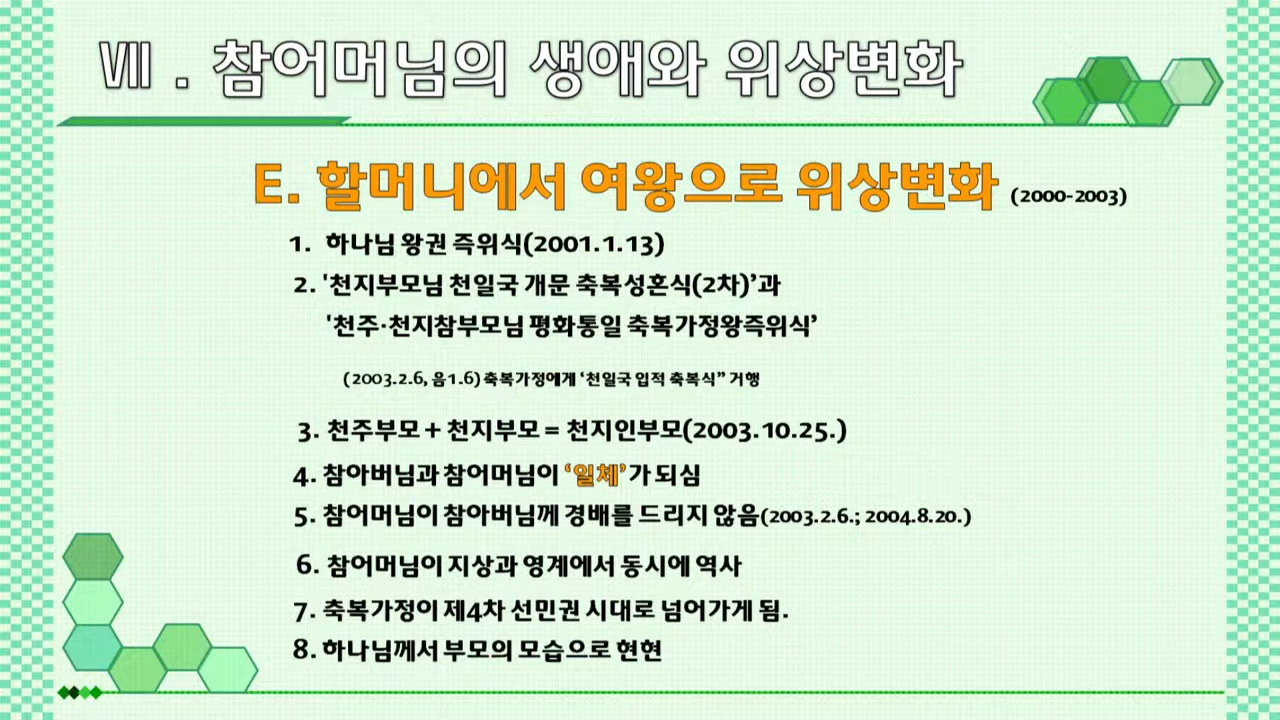 Ⅶ. 참어머님의 생애와 위상변화
E. 할머니에서 여왕으로 위상변화 (2000-2003)
1. 하나님 왕권 즉위식(2001.1.13)
2. '천지부모님 천일국 개문 축복성혼식(2차)’과
'천주·천지참부모님 평화통일 축복가정왕즉위식’
(2003.2.6, 음1.6) 축복가정에게 ‘천일국 입적 축복식” 거행
3. 천주부모 + 천지부모 = 천지인부모(2003.10.25.)
4. 참아버님과 참어머님이 ‘일체’가 되심
5. 참어머님이 참아버님께 경배를 드리지 않음(2003.2.6.; 2004.8.20.)
6. 참어머님이 지상과 영계에서 동시에 역사
7. 축복가정이 제4차 선민권 시대로 넘어가게 됨.
8. 하나님께서 부모의 모습으로 현현